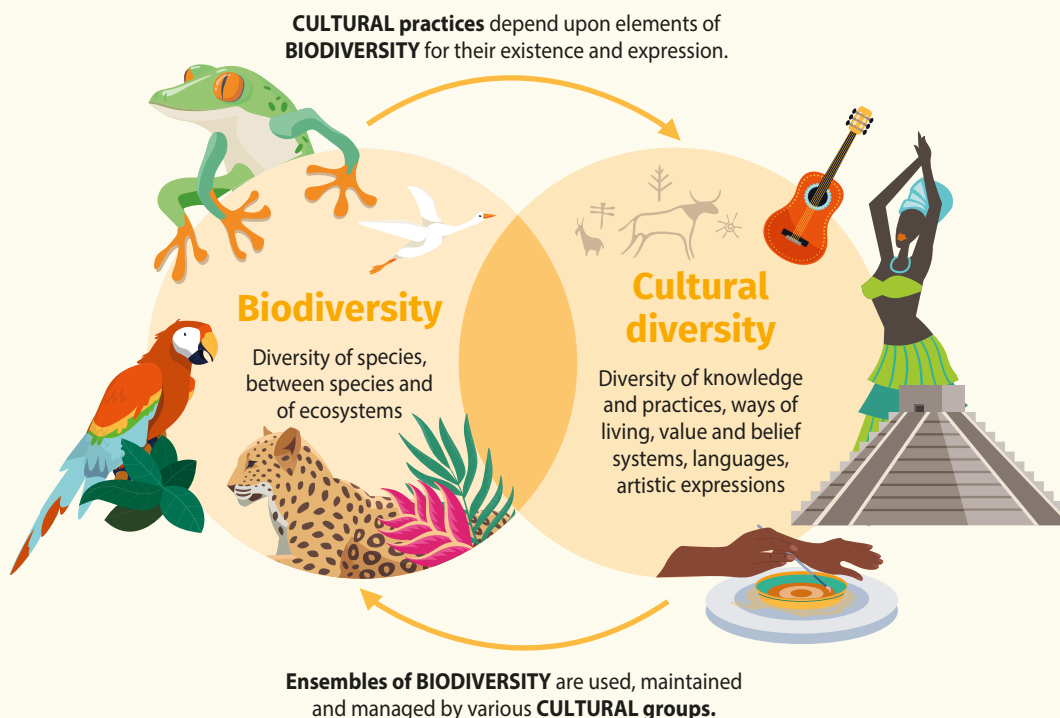 CULTURAL practices depend upon elements of
BIODIVERSITY for their existence and expression.
Biodiversity
Diversity of species,
between species and
of ecosystems
Cultural
diversity
Diversity of knowledge
and practices, ways of
living, value and belief
systems, languages,
artistic expressions
Ensembles of BIODIVERSITY are used, maintained
and managed by various CULTURAL groups.